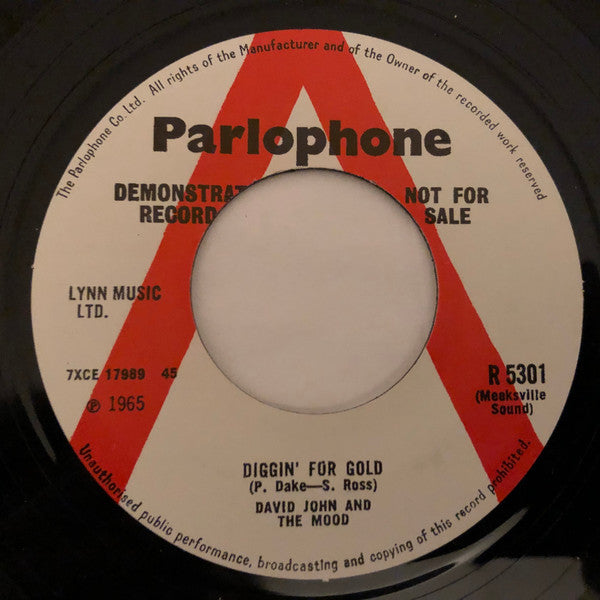 The Parlophone Co. Ltd. All rights of the Manufacturer and of the Owner of the recorded work reserved
Parlophone
DEMONSTRAT
RECORD
NOT FOR
SALE
LYNN MUSIC
LTD.
7XCE 17989 45
℗ 1965
R 5301
(Meeksville
Sound)
DIGGIN' FOR GOLD
(P. Dake—S. Ross)
DAVID JOHN AND
THE MOOD
Unauthorised public performance, broadcasting and copying of this record prohibited.